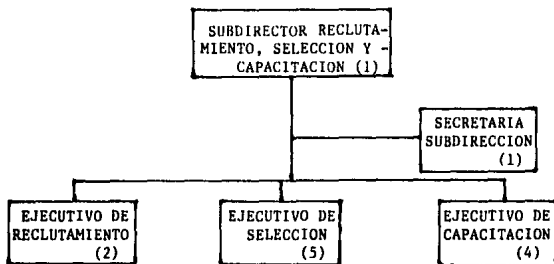 SUBDIRECTOR RECLUTA-
MIENTO, SELECCION Y -
CAPACITACION (1)
SECRETARIA
SUBDIRECCION
(1)
EJECUTIVO DE
RECLUTAMIENTO
(2)
EJECUTIVO DE
SELECCION
(5)
EJECUTIVO DE
CAPACITACION
(4)